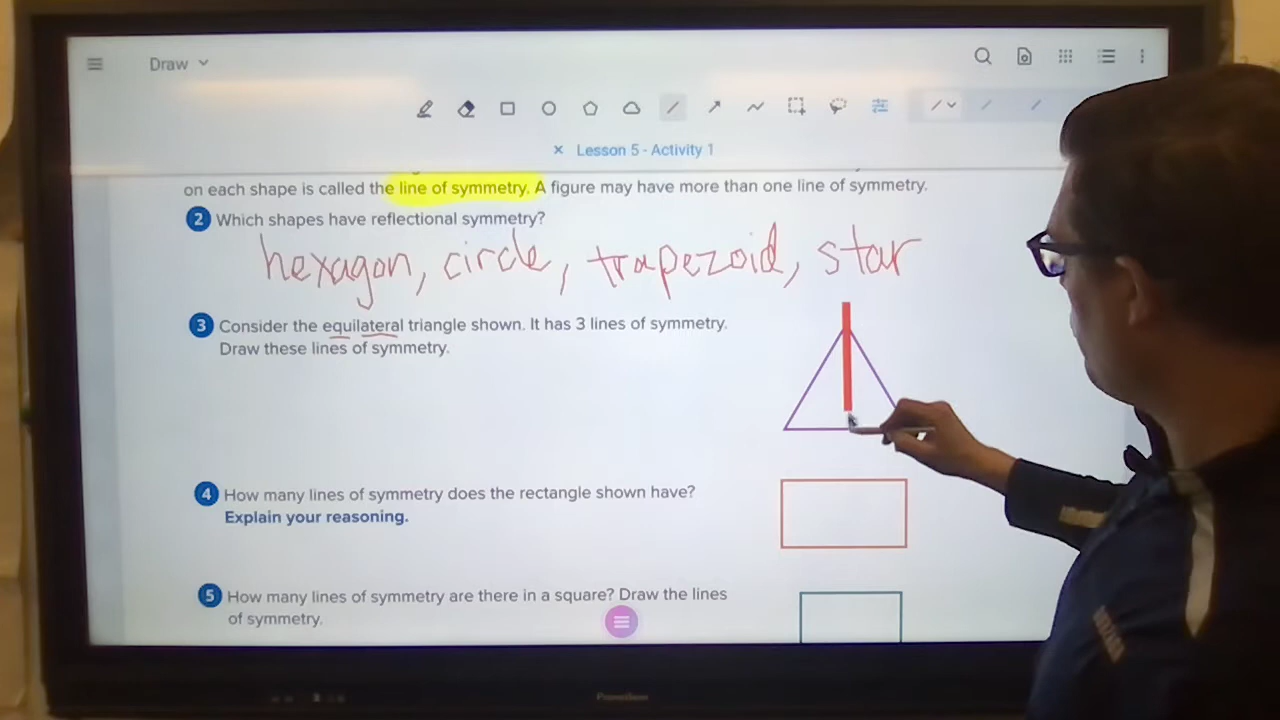 Draw
× Lesson 5 - Activity 1
on each shape is called the line of symmetry. A figure may have more than one line of symmetry.
2 Which shapes have reflectional symmetry?
hexagon, circle, trapezoid, star
3 Consider the equilateral triangle shown. It has 3 lines of symmetry.
Draw these lines of symmetry.
4 How many lines of symmetry does the rectangle shown have?
Explain your reasoning.
5 How many lines of symmetry are there in a square? Draw the lines
of symmetry.
Promethean